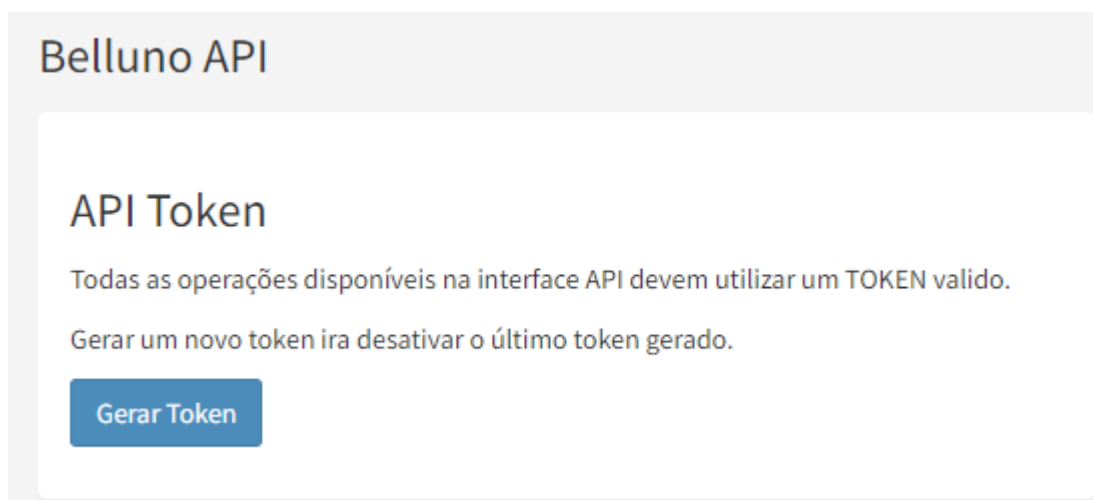 Belluno API
API Token
Todas as operações disponíveis na interface API devem utilizar um TOKEN valido.
Gerar um novo token ira desativar o último token gerado.
Gerar Token